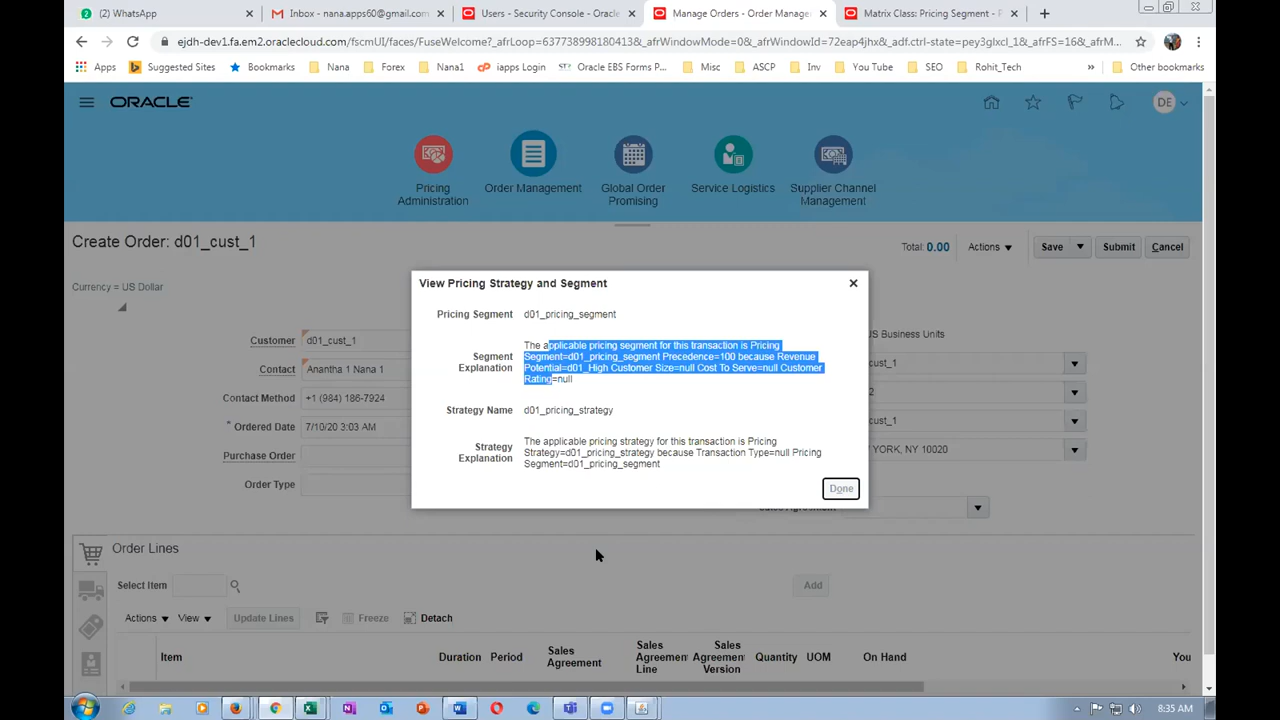 WhatsApp
Inbox - nana.apps60@gmail.com
Users - Security Console - Oracle
Manage Orders - Order Manage
Matrix Class: Pricing Segment - P
ejdh-dev1.fa.em2.oraclecloud.com/fscmUI/faces/FuseWelcome?_afrLoop=6377389918041 3&_afrWindowMode=0&_afrWindowId=72eap4jhx&_adf.ctrl-state=pey3glxcl_1&_afrFS=16&_afrM...
Apps Suggested Sites Bookmarks Nana Forex Nana1 iapps Login Oracle EBS Forms P... Misc ASCP Inv You Tube SEO Rohit_Tech » Other bookmarks
ORACLE DE
Pricing Administration
Order Management
Global Order Promising
Service Logistics
Supplier Channel Management
Create Order: d01_cust_1
Total: 0.00 Actions Save Submit Cancel
Currency = US Dollar
Customer d01_cust_1
Contact Anantha 1 Nana 1
Contact Method +1 (984) 186-7924
* Ordered Date 7/10/20 3:03 AM
Purchase Order
Order Type
US Business Units
_cust_1
2
_cust_1
YORK, NY 10020
View Pricing Strategy and Segment
Pricing Segment d01_pricing_segment
Segment Explanation
The applicable pricing segment for this transaction is Pricing
Segment=d01_pricing_segment Precedence=100 because Revenue
Potential=d01_High Customer Size=null Cost To Serve=null Customer
Rating=null
Strategy Name d01_pricing_strategy
Strategy Explanation
The applicable pricing strategy for this transaction is Pricing
Strategy=d01_pricing_strategy because Transaction Type=null Pricing
Segment=d01_pricing_segment
Done
Order Lines
Select Item Add
Actions View Update Lines Freeze Detach
Item Duration Period Sales Agreement Sales Agreement Line Sales Agreement Version Quantity UOM On Hand You
8:35 AM